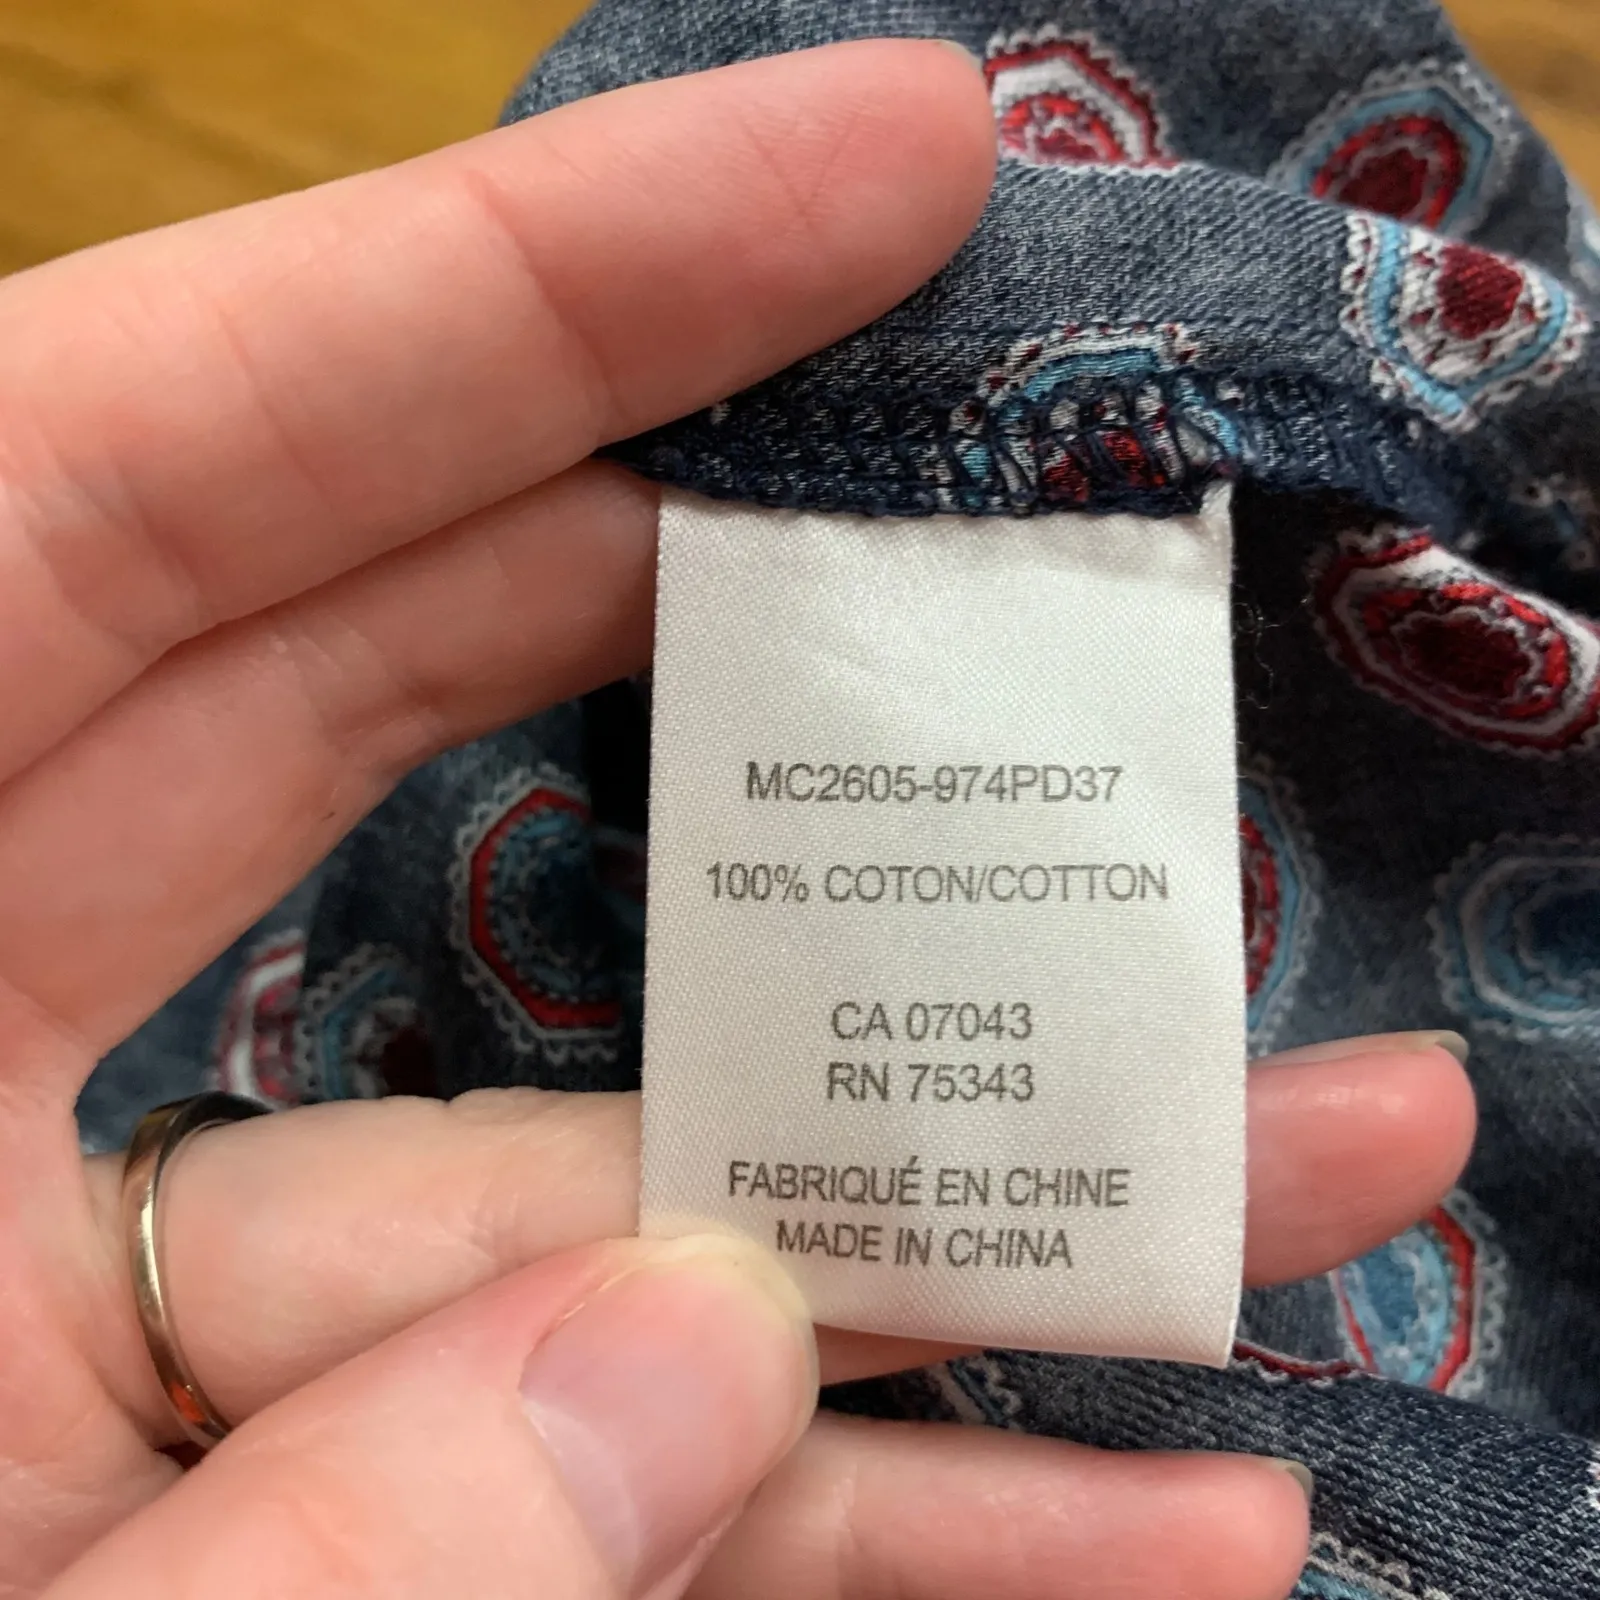 MC2605-974PD37
100% COTON/COTTON
CA 07043
RN 75343
FABRIQUÉ EN CHINE
MADE IN CHINA